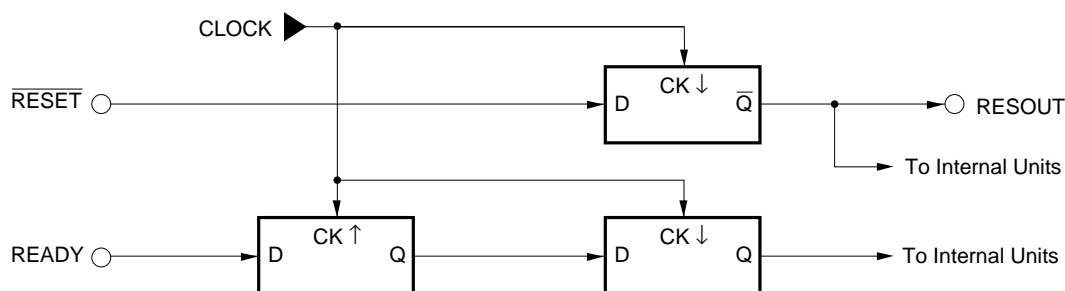 CLOCK
CK ↓
RESET
D
Q
RESOUT
To Internal Units
CK ↑
CK ↓
READY
D
Q
D
Q
To Internal Units